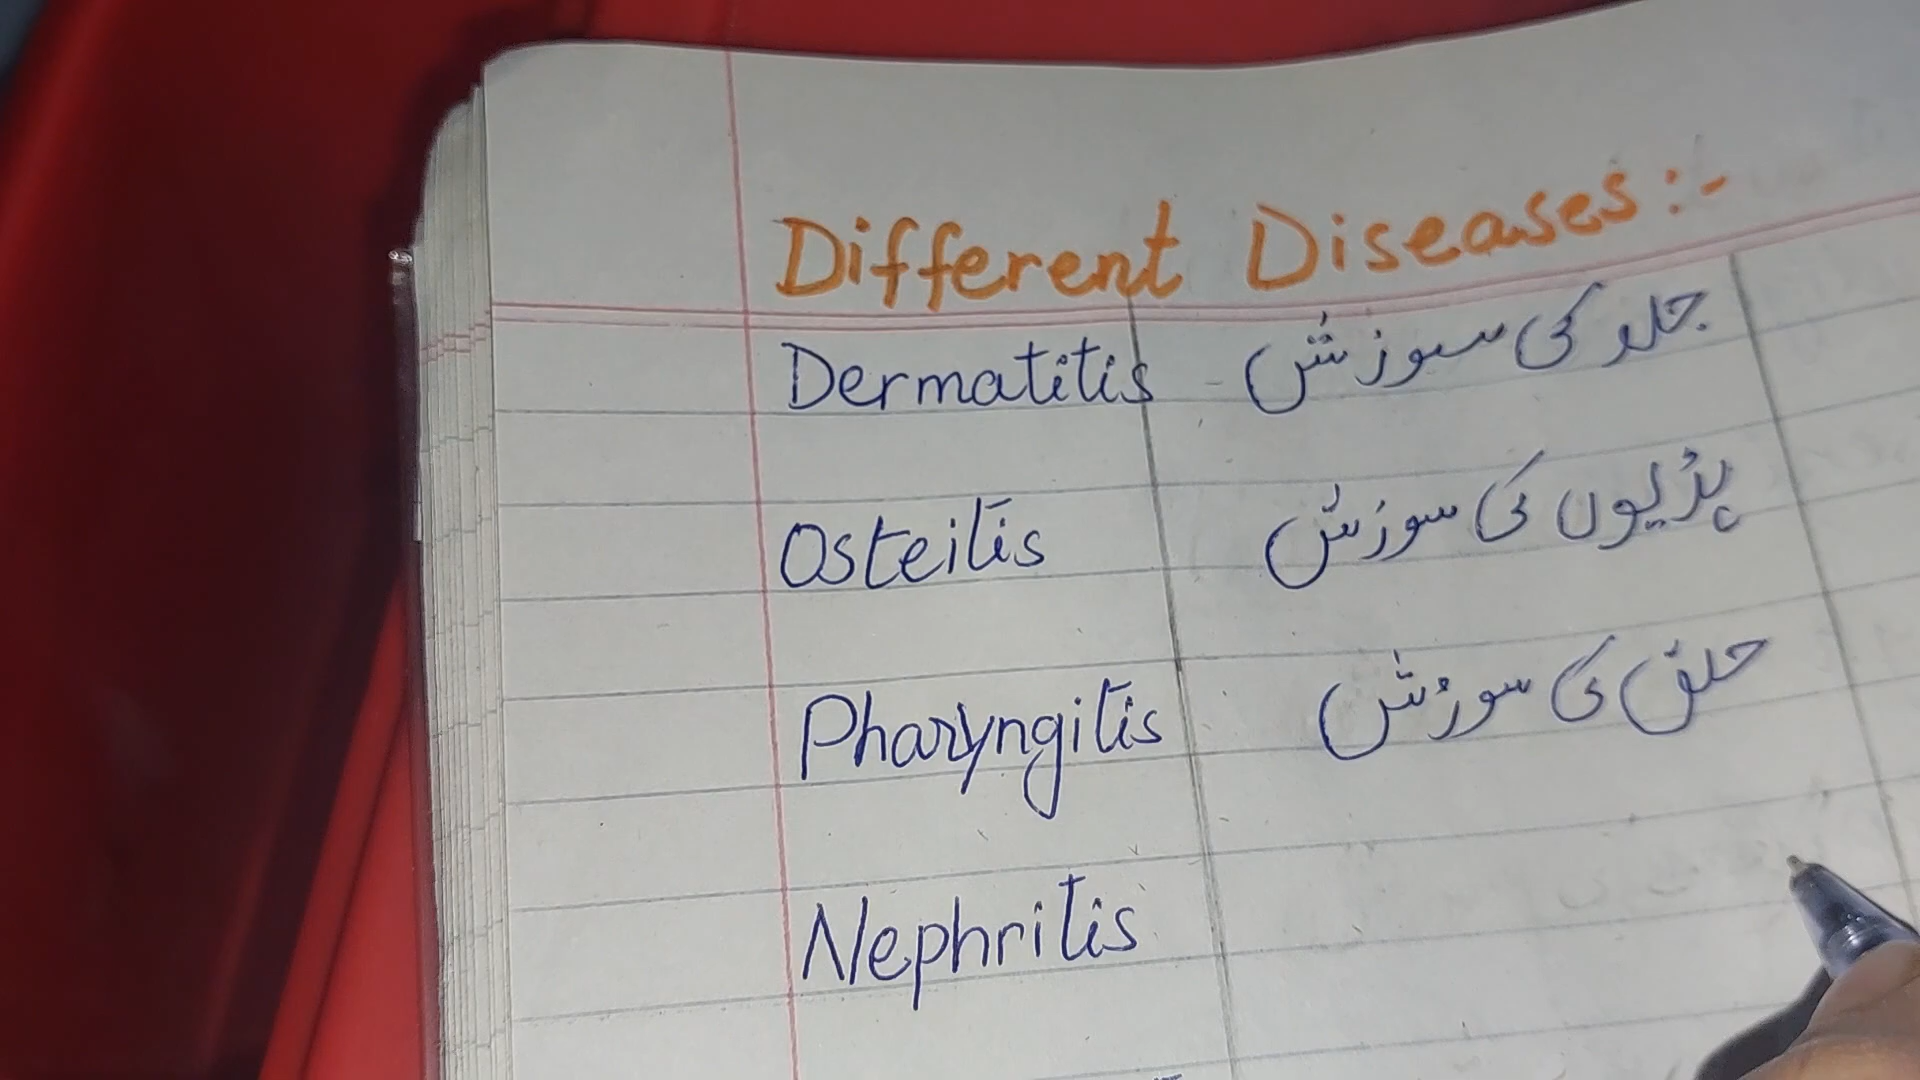 Different Diseases:-
Dermatitis - جلد کی سوزش
Osteitis ہڈیوں کی سوزش
Pharyngitis حلق کی سوزش
Nephritis